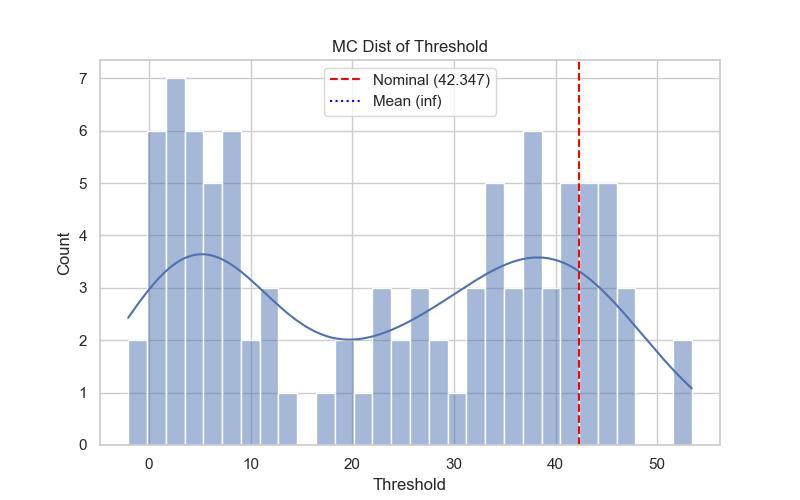 MC Dist of Threshold
Nominal (42.347)
Mean (inf)
7
6
5
4
3
2
1
0
Count
0 10 20 30 40 50
Threshold